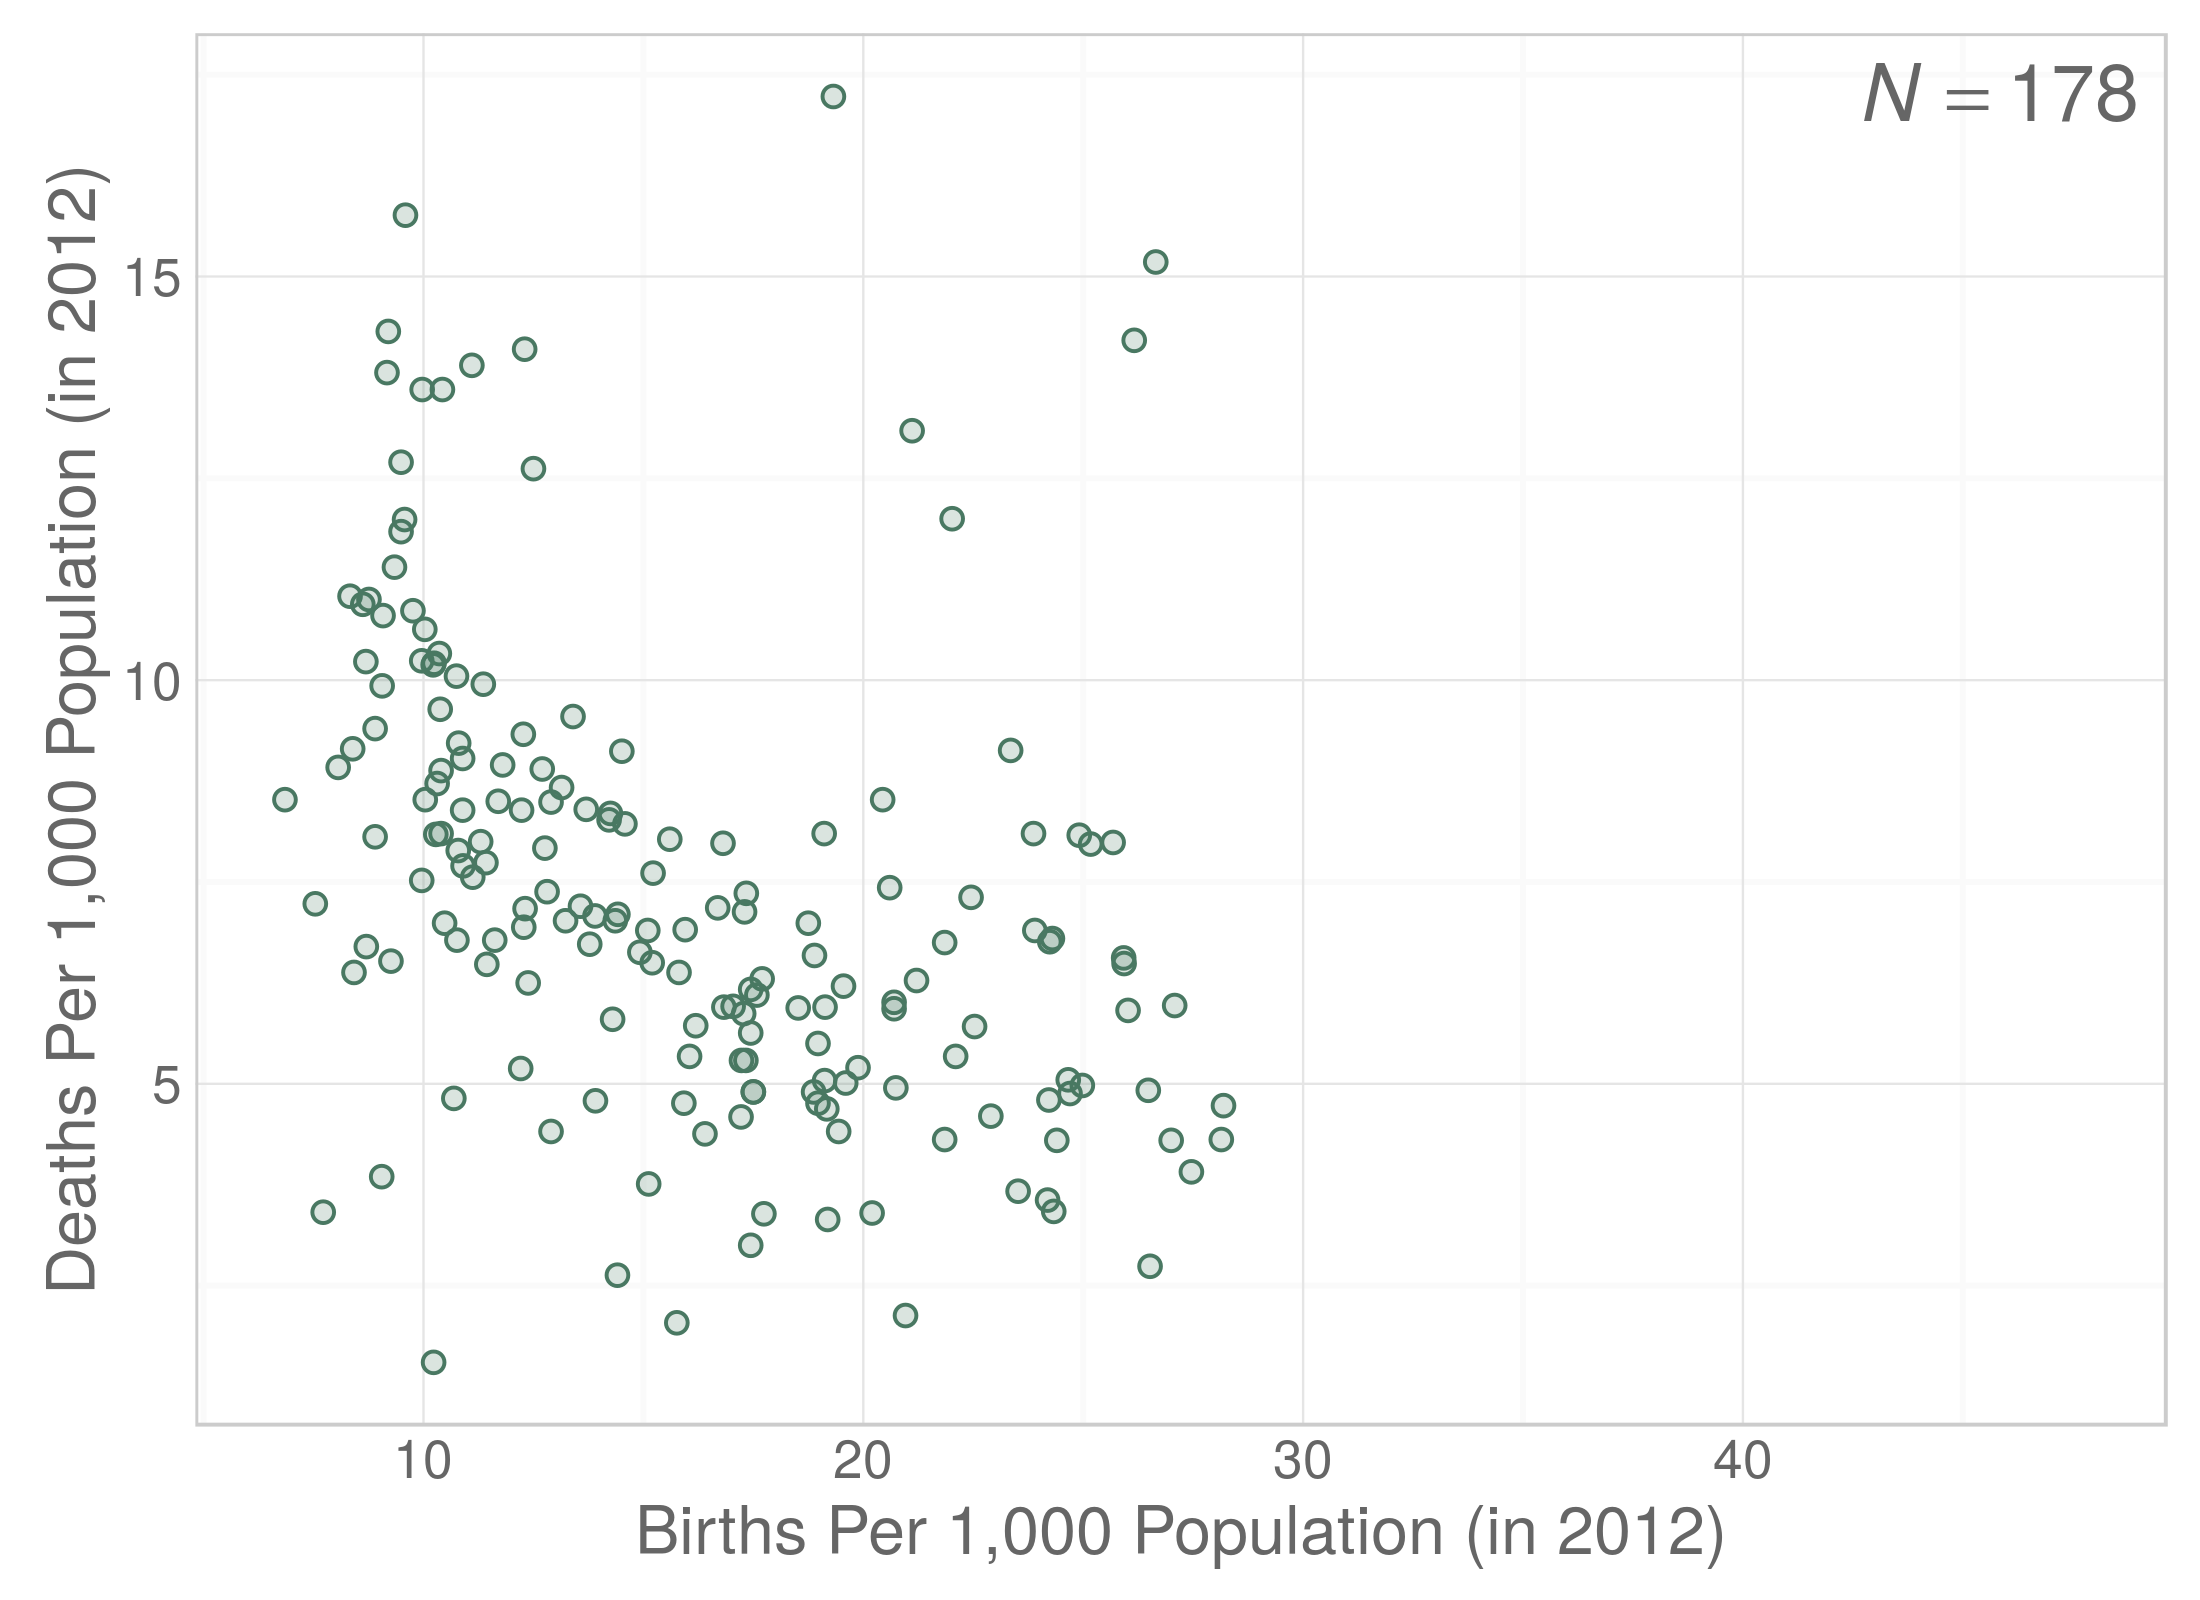 N = 178
Deaths Per 1,000 Population (in 2012)
15
10
5
10 20 30 40
Births Per 1,000 Population (in 2012)